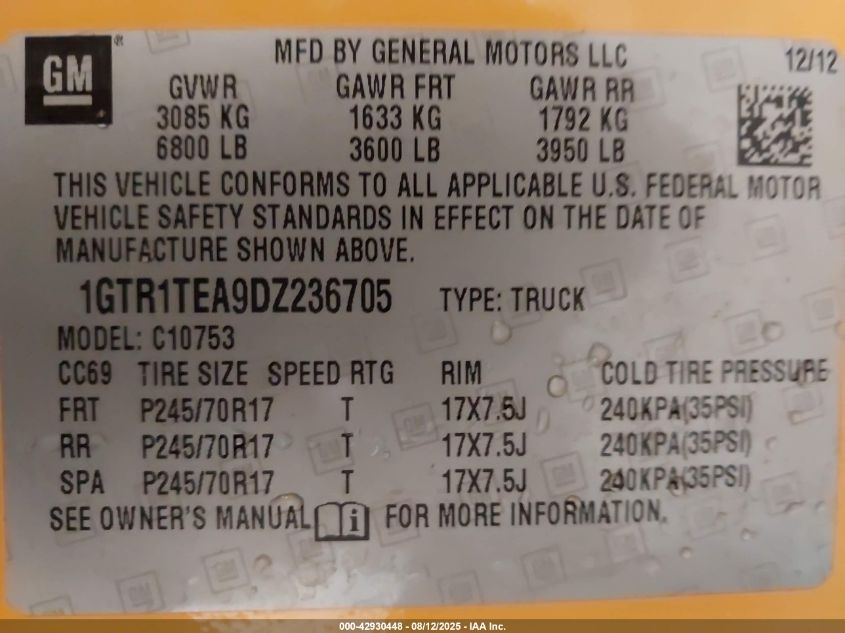 GM®
MFD BY GENERAL MOTORS LLC
12/12
GVWR GAWR FRT GAWR RR
3085 KG 1633 KG 1792 KG
6800 LB 3600 LB 3950 LB
THIS VEHICLE CONFORMS TO ALL APPLICABLE U.S. FEDERAL MOTOR
VEHICLE SAFETY STANDARDS IN EFFECT ON THE DATE OF
MANUFACTURE SHOWN ABOVE.
1GTR1TEA9DZ236705 TYPE: TRUCK
MODEL: C10753
CC69 TIRE SIZE SPEED RTG RIM COLD TIRE PRESSURE
FRT P245/70R17 T 17X7.5J 240KPA(35PSI)
RR P245/70R17 T 17X7.5J 240KPA(35PSI)
SPA P245/70R17 T 17X7.5J 240KPA(35PSI)
SEE OWNER'S MANUAL i FOR MORE INFORMATION.
000-42930448 - 08/12/2025 - IAA Inc.